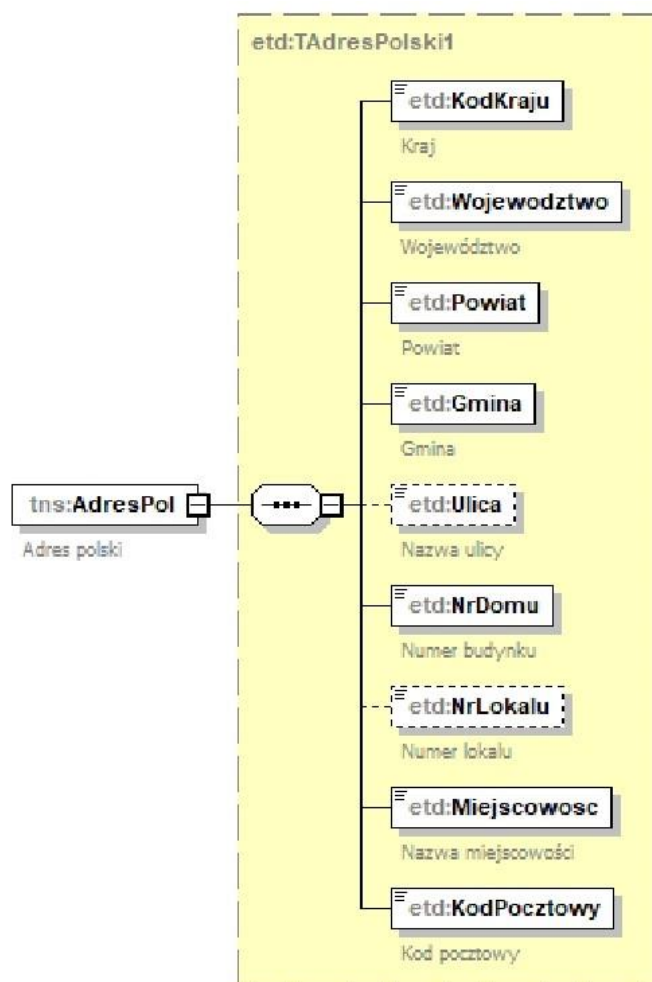 etd:TAdresPolski1
etd:KodKraju
Kraj
etd:Wojewodztwo
Województwo
etd:Powiat
Powiat
etd:Gmina
Gmina
tns:AdresPol
Adres polski
etd:Ulica
Nazwa ulicy
etd:NrDomu
Numer budynku
etd:NrLokalu
Numer lokalu
etd:Miejscowosc
Nazwa miejscowości
etd:KodPocztowy
Kod pocztowy